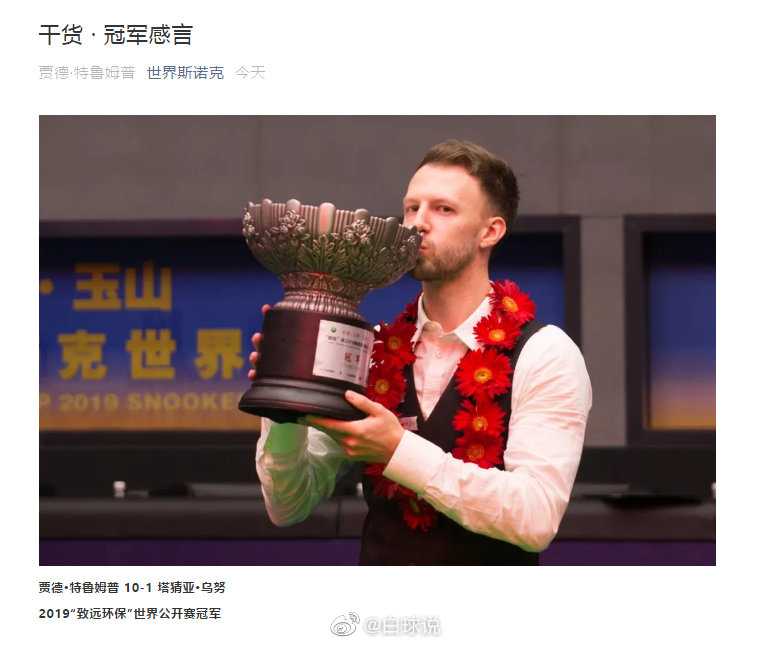 干货 · 冠军感言
贾德·特鲁姆普 世界斯诺克 今天
· 玉山
克世界
P 2019 SNOOKE
冠军
贾德·特鲁姆普 10-1 塔猜亚·乌努
2019“致远环保”世界公开赛冠军
@白球说